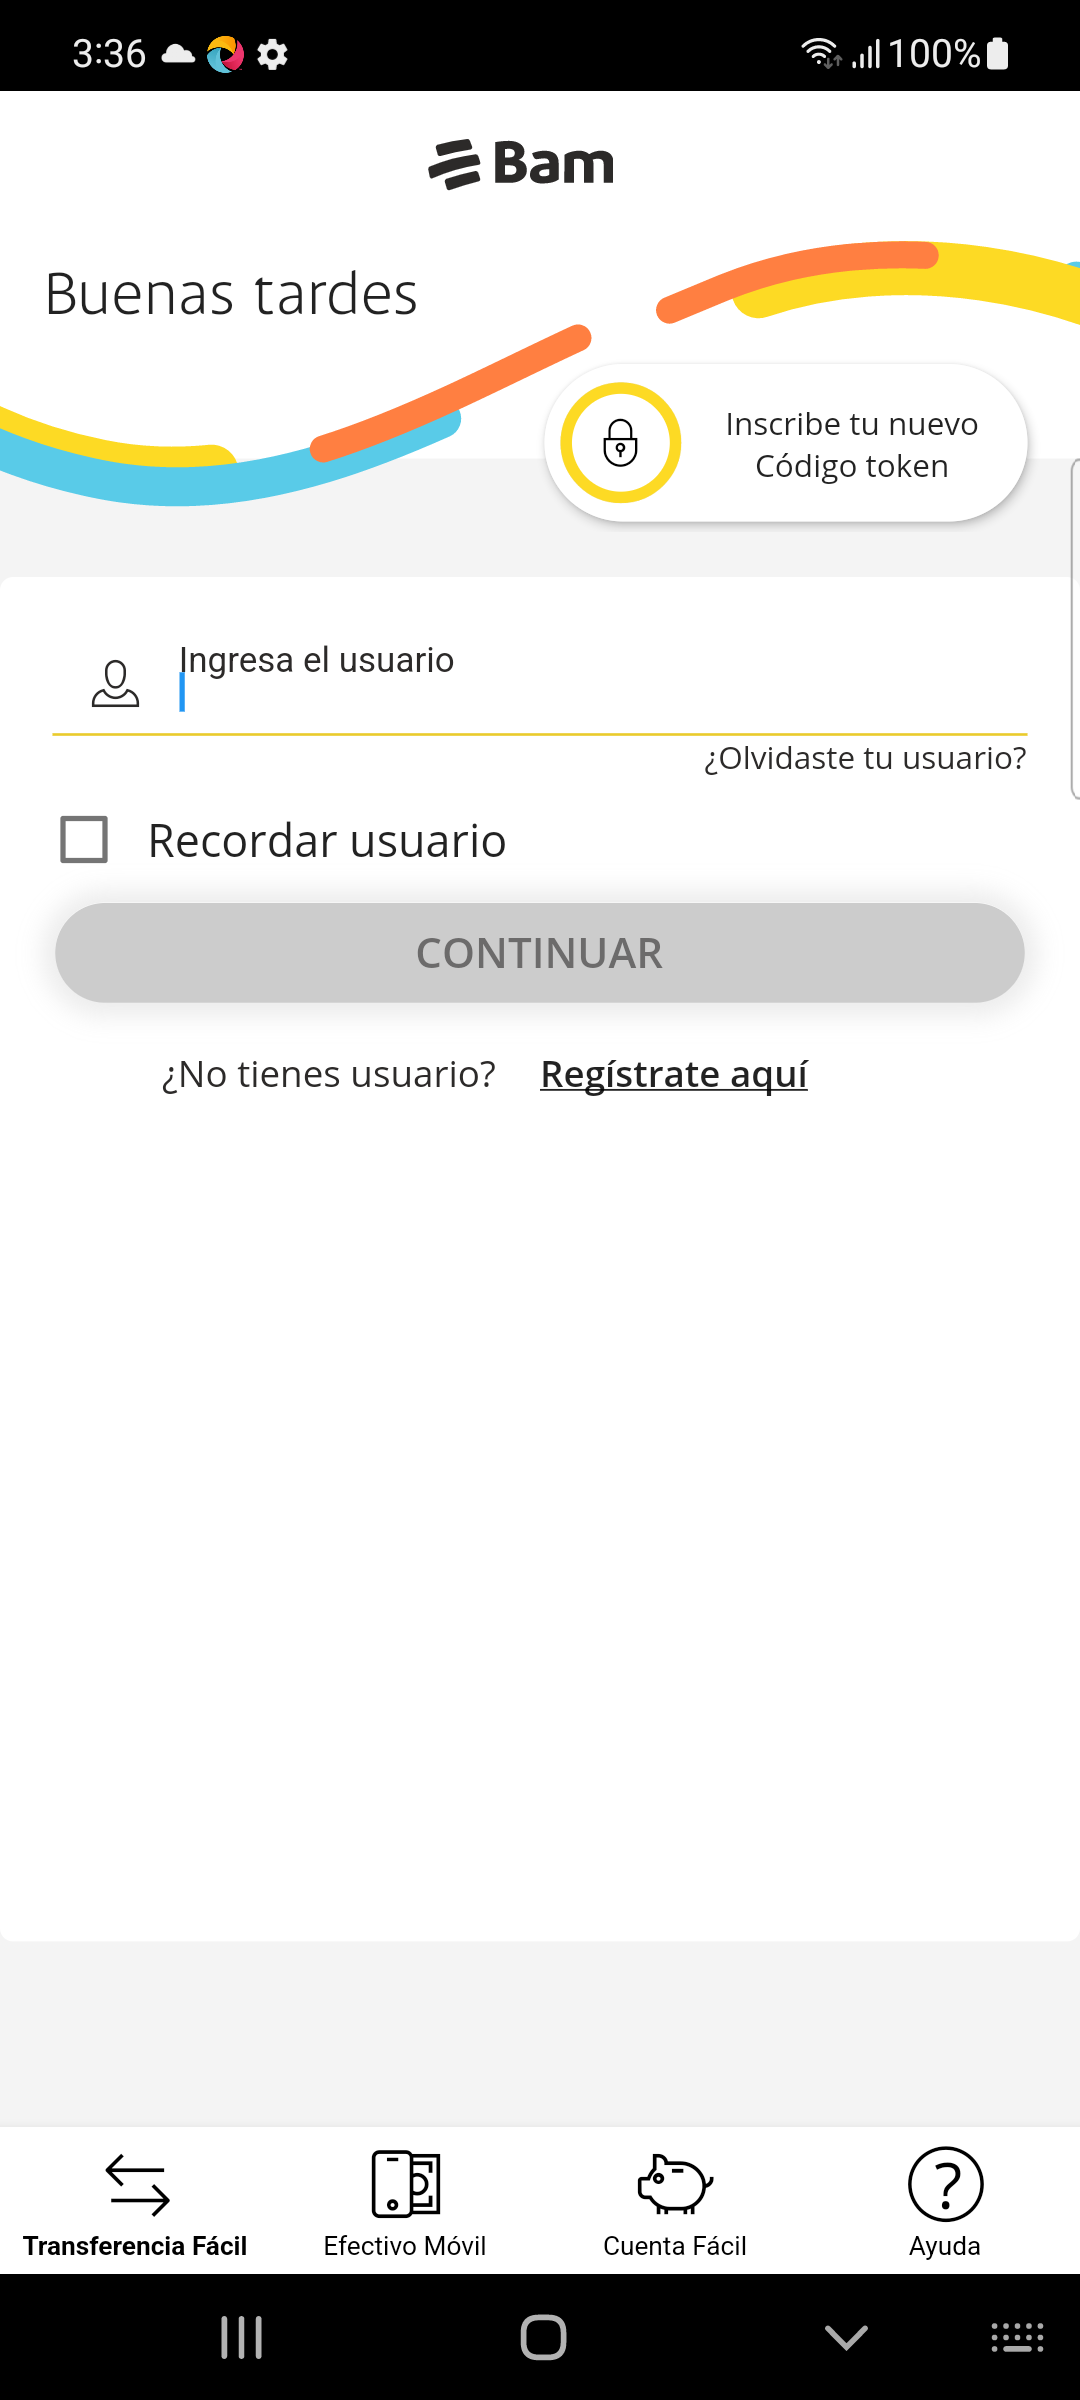 3:36
100%
Bam
Buenas tardes
Inscribe tu nuevo
Código token
Ingresa el usuario
¿Olvidaste tu usuario?
Recordar usuario
CONTINUAR
¿No tienes usuario? Regístrate aquí
Transferencia Fácil
Efectivo Móvil
Cuenta Fácil
Ayuda